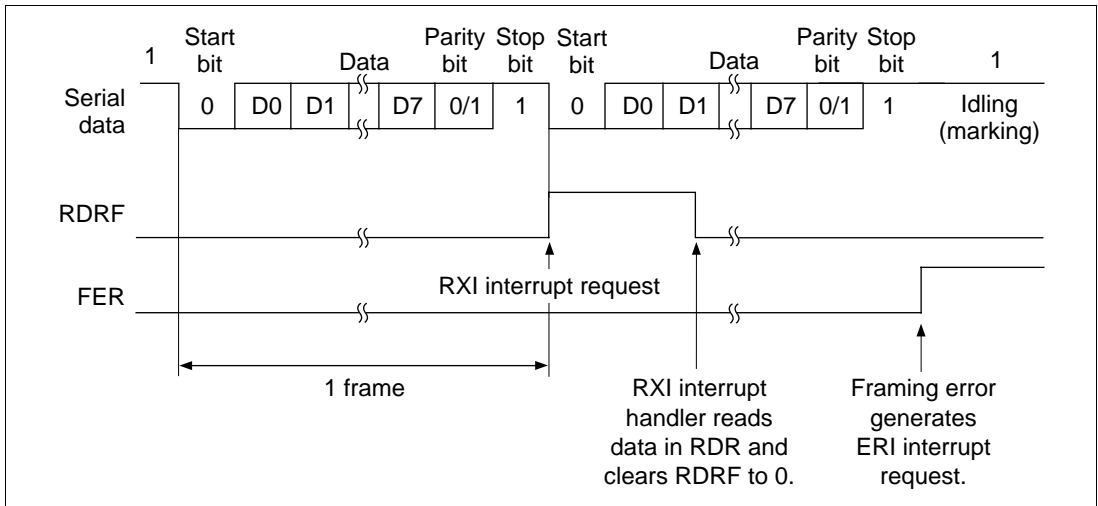 1 Start bit Data Parity bit Stop bit Start bit Data Parity bit Stop bit 1
Serial data 0 D0 D1 D7 0/1 1 0 D0 D1 D7 0/1 1 Idling (marking)
RDRF
RXI interrupt request
FER
1 frame
RXI interrupt
handler reads
data in RDR and
clears RDRF to 0.
Framing error
generates
ERI interrupt
request.